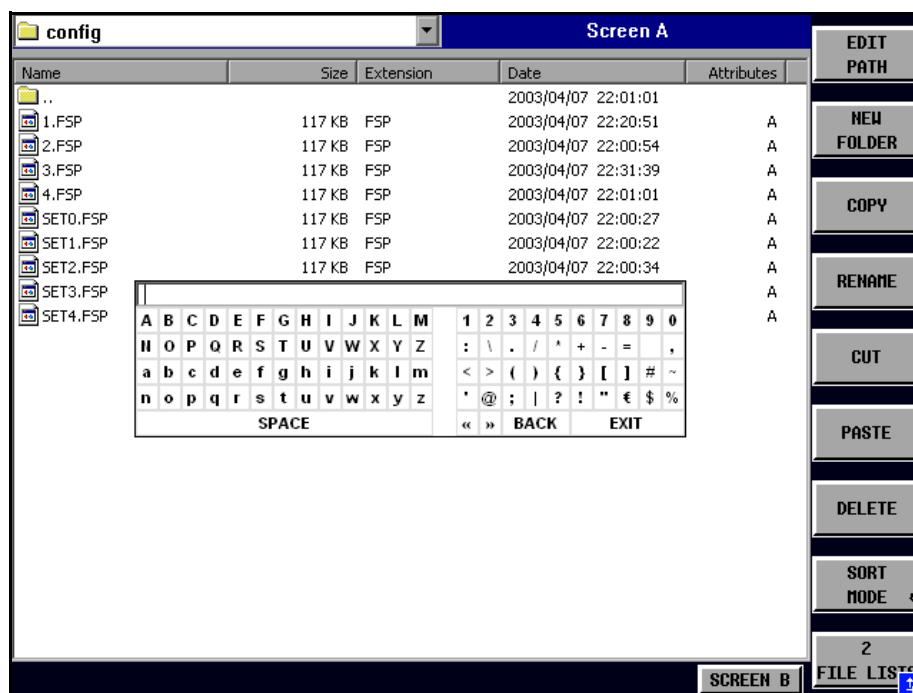 config
Screen A
Name Size Extension Date Attributes
.. 2003/04/07 22:01:01
1.FSP 117 KB FSP 2003/04/07 22:20:51 A
2.FSP 117 KB FSP 2003/04/07 22:00:54 A
3.FSP 117 KB FSP 2003/04/07 22:31:39 A
4.FSP 117 KB FSP 2003/04/07 22:01:01 A
SET0.FSP 117 KB FSP 2003/04/07 22:00:27 A
SET1.FSP 117 KB FSP 2003/04/07 22:00:22 A
SET2.FSP 117 KB FSP 2003/04/07 22:00:34 A
SET3.FSP A
SET4.FSP A
A B C D E F G H I J K L M 1 2 3 4 5 6 7 8 9 0
N O P Q R S T U V W X Y Z : \ . / * + - = ,
a b c d e f g h i j k l m < > ( ) { } [ ] # ~
n o p q r s t u v w x y z ' @ ; | ? ! " € $ %
SPACE « » BACK EXIT
EDIT
PATH
NEW
FOLDER
COPY
RENAME
CUT
PASTE
DELETE
SORT
MODE
2
FILE LISTS
SCREEN B